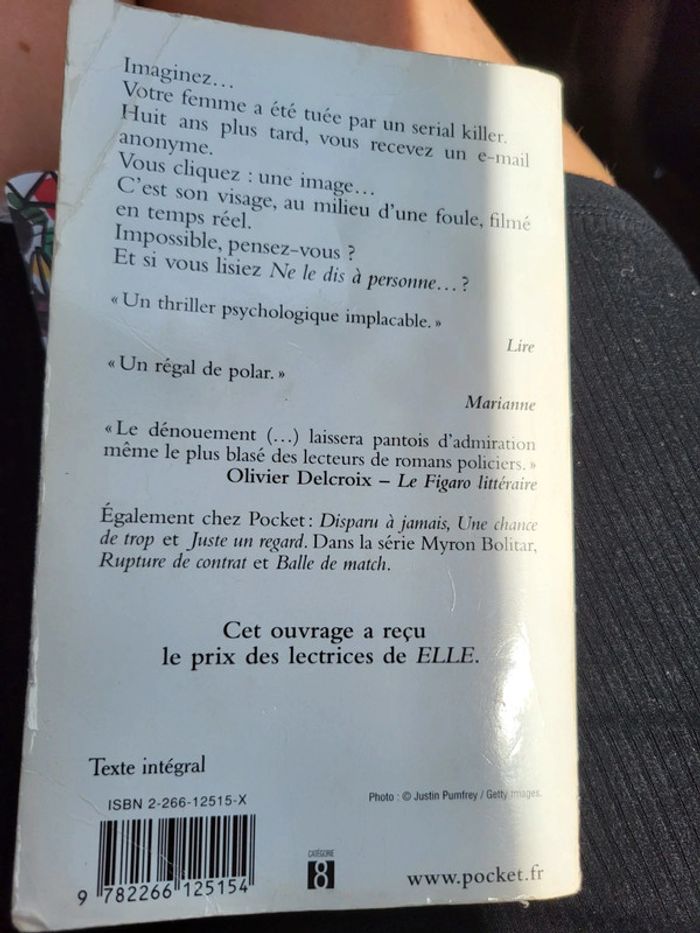 Imaginez…
Votre femme a été tuée par un serial killer.
Huit ans plus tard, vous recevez un e-mail
anonyme.
Vous cliquez : une image…
C'est son visage, au milieu d'une foule, filmé
en temps réel.
Impossible, pensez-vous ?
Et si vous lisiez Ne le dis à personne… ?
« Un thriller psychologique implacable. »
Lire
« Un régal de polar. »
Marianne
« Le dénouement (…) laissera pantois d'admiration
même le plus blasé des lecteurs de romans policiers. »
Olivier Delcroix – Le Figaro littéraire
Également chez Pocket : Disparu à jamais, Une chance
de trop et Juste un regard. Dans la série Myron Bolitar,
Rupture de contrat et Balle de match.
Cet ouvrage a reçu
le prix des lectrices de ELLE.
Texte intégral
ISBN 2-266-12515-X
Photo : © Justin Pumfrey / Getty Images.
9 782266 125154
CATÉGORIE
8
www.pocket.fr